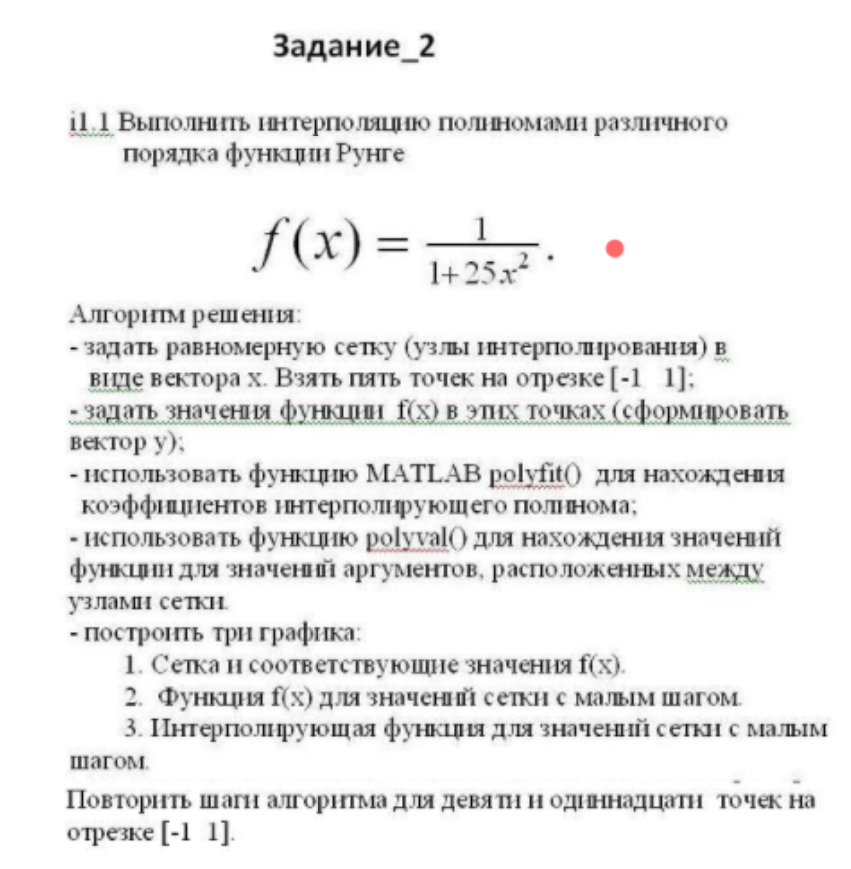 Задание_2
i1.1 Выполнить интерполяцию полиномами различного
порядка функции Рунге
f(x) = 1/(1+25x²).
Алгоритм решения:
- задать равномерную сетку (узлы интерполирования) в
виде вектора x. Взять пять точек на отрезке [-1 1];
- задать значения функции f(x) в этих точках (сформировать
вектор y);
- использовать функцию MATLAB polyfit() для нахождения
коэффициентов интерполирующего полинома;
- использовать функцию polyval() для нахождения значений
функции для значений аргументов, расположенных между
узлами сетки.
- построить три графика:
1. Сетка и соответствующие значения f(x).
2. Функция f(x) для значений сетки с малым шагом.
3. Интерполирующая функция для значений сетки с малым
шагом.
Повторить шаги алгоритма для девяти и одиннадцати точек на
отрезке [-1 1].